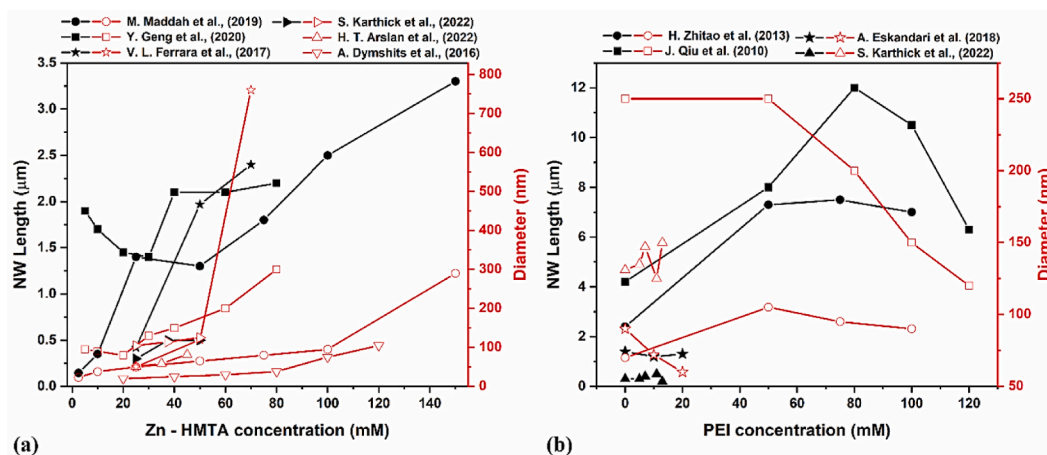 M. Maddah et al., (2019)
Y. Geng et al., (2020)
V. L. Ferrara et al., (2017)
S. Karthick et al., (2022)
H. T. Arslan et al., (2022)
A. Dymshits et al., (2016)
3.5
3.0
2.5
2.0
1.5
1.0
0.5
0.0
NW Length (μm)
800
700
600
500
400
300
200
100
0
Diameter (nm)
0 20 40 60 80 100 120 140
Zn - HMTA concentration (mM)
(a)
H. Zhitao et al. (2013)
J. Qiu et al. (2010)
A. Eskandari et al. (2018)
S. Karthick et al. (2022)
12
10
8
6
4
2
0
NW Length (μm)
250
200
150
100
50
Diameter (nm)
0 20 40 60 80 100 120
PEI concentration (mM)
(b)